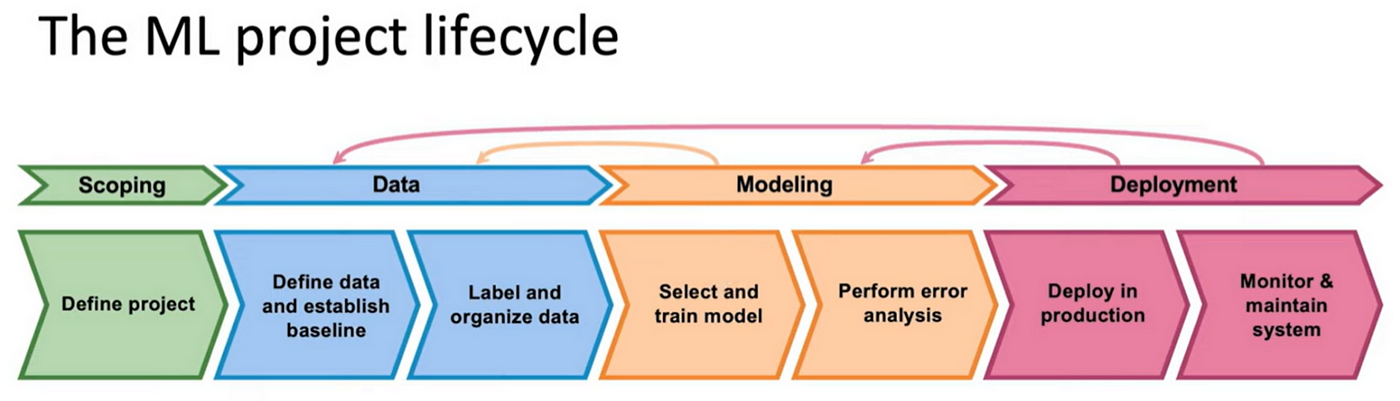 The ML project lifecycle
Scoping
Data
Modeling
Deployment
Define project
Define data
and establish
baseline
Label and
organize data
Select and
train model
Perform error
analysis
Deploy in
production
Monitor &
maintain
system